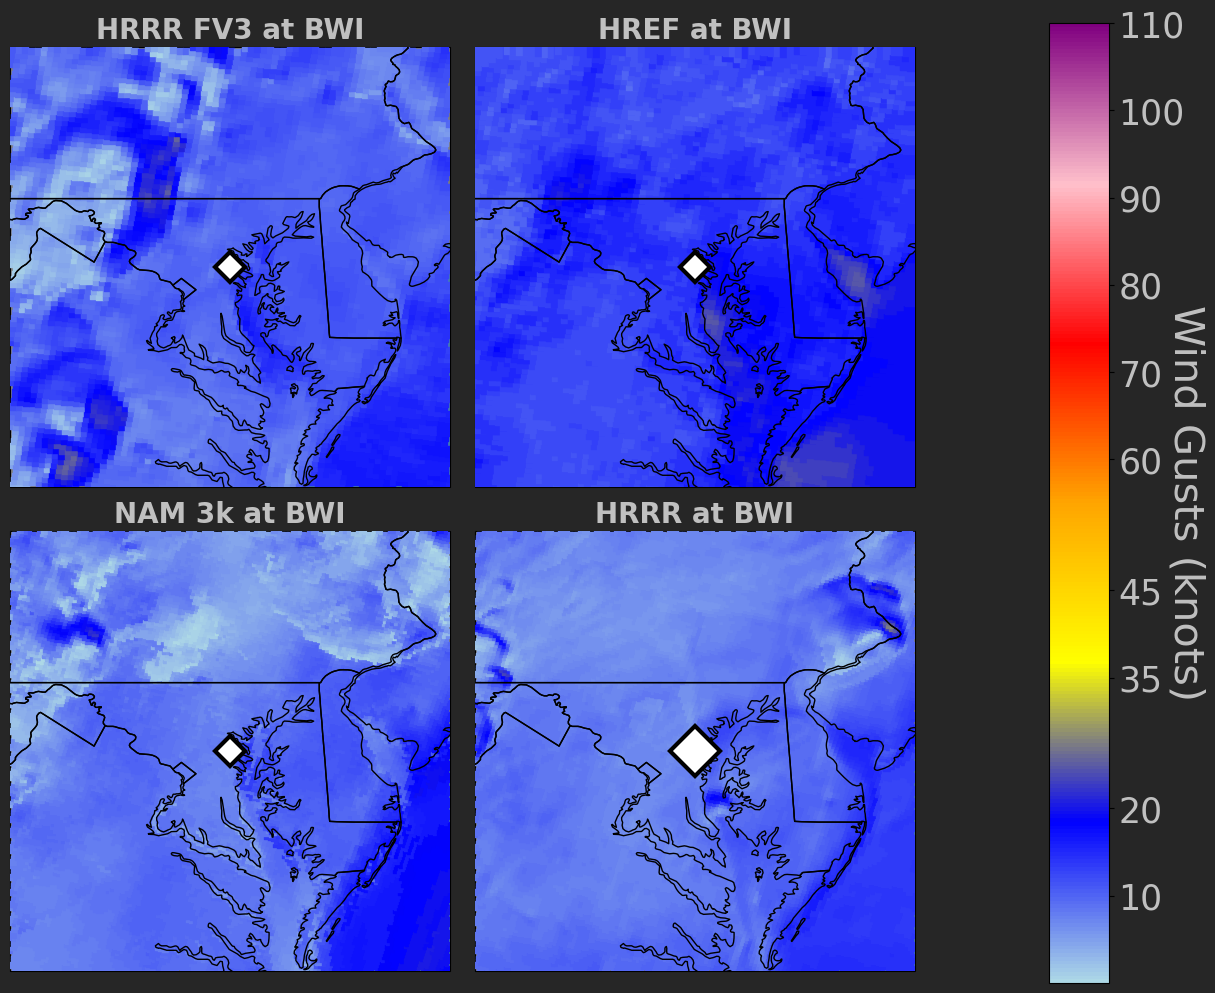 HRRR FV3 at BWI
HREF at BWI
NAM 3k at BWI
HRRR at BWI
110
100
90
80
70
60
45
35
20
10
Wind Gusts (knots)